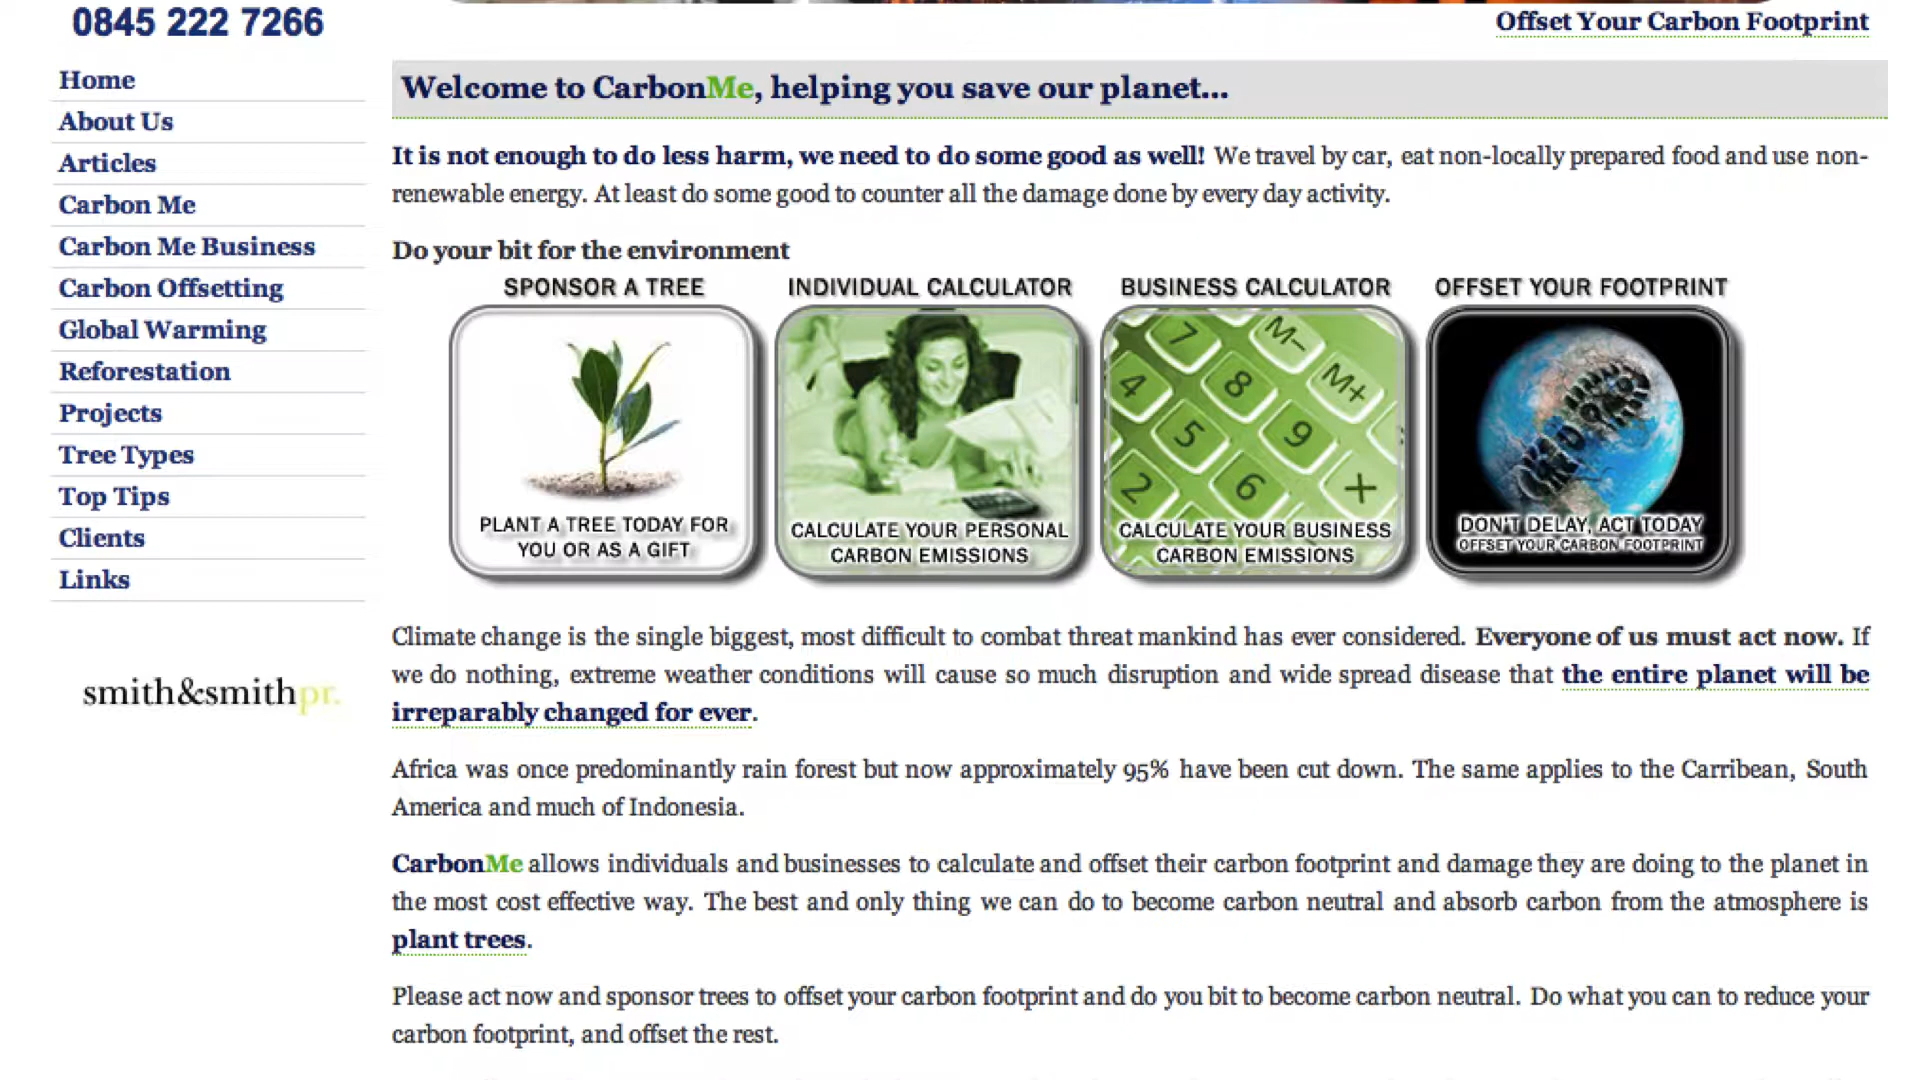 0845 222 7266
Offset Your Carbon Footprint
Home
About Us
Articles
Carbon Me
Carbon Me Business
Carbon Offsetting
Global Warming
Reforestation
Projects
Tree Types
Top Tips
Clients
Links
smith&smithpr.
Welcome to CarbonMe, helping you save our planet...
It is not enough to do less harm, we need to do some good as well! We travel by car, eat non-locally prepared food and use non-
renewable energy. At least do some good to counter all the damage done by every day activity.
Do your bit for the environment
SPONSOR A TREE
PLANT A TREE TODAY FOR
YOU OR AS A GIFT
INDIVIDUAL CALCULATOR
CALCULATE YOUR PERSONAL
CARBON EMISSIONS
BUSINESS CALCULATOR
7 M-
4 8 M+
5 9
2 6 +
CALCULATE YOUR BUSINESS
CARBON EMISSIONS
OFFSET YOUR FOOTPRINT
DON'T DELAY, ACT TODAY
OFFSET YOUR CARBON FOOTPRINT
Climate change is the single biggest, most difficult to combat threat mankind has ever considered. Everyone of us must act now. If
we do nothing, extreme weather conditions will cause so much disruption and wide spread disease that the entire planet will be
irreparably changed for ever.
Africa was once predominantly rain forest but now approximately 95% have been cut down. The same applies to the Carribean, South
America and much of Indonesia.
CarbonMe allows individuals and businesses to calculate and offset their carbon footprint and damage they are doing to the planet in
the most cost effective way. The best and only thing we can do to become carbon neutral and absorb carbon from the atmosphere is
plant trees.
Please act now and sponsor trees to offset your carbon footprint and do you bit to become carbon neutral. Do what you can to reduce your
carbon footprint, and offset the rest.